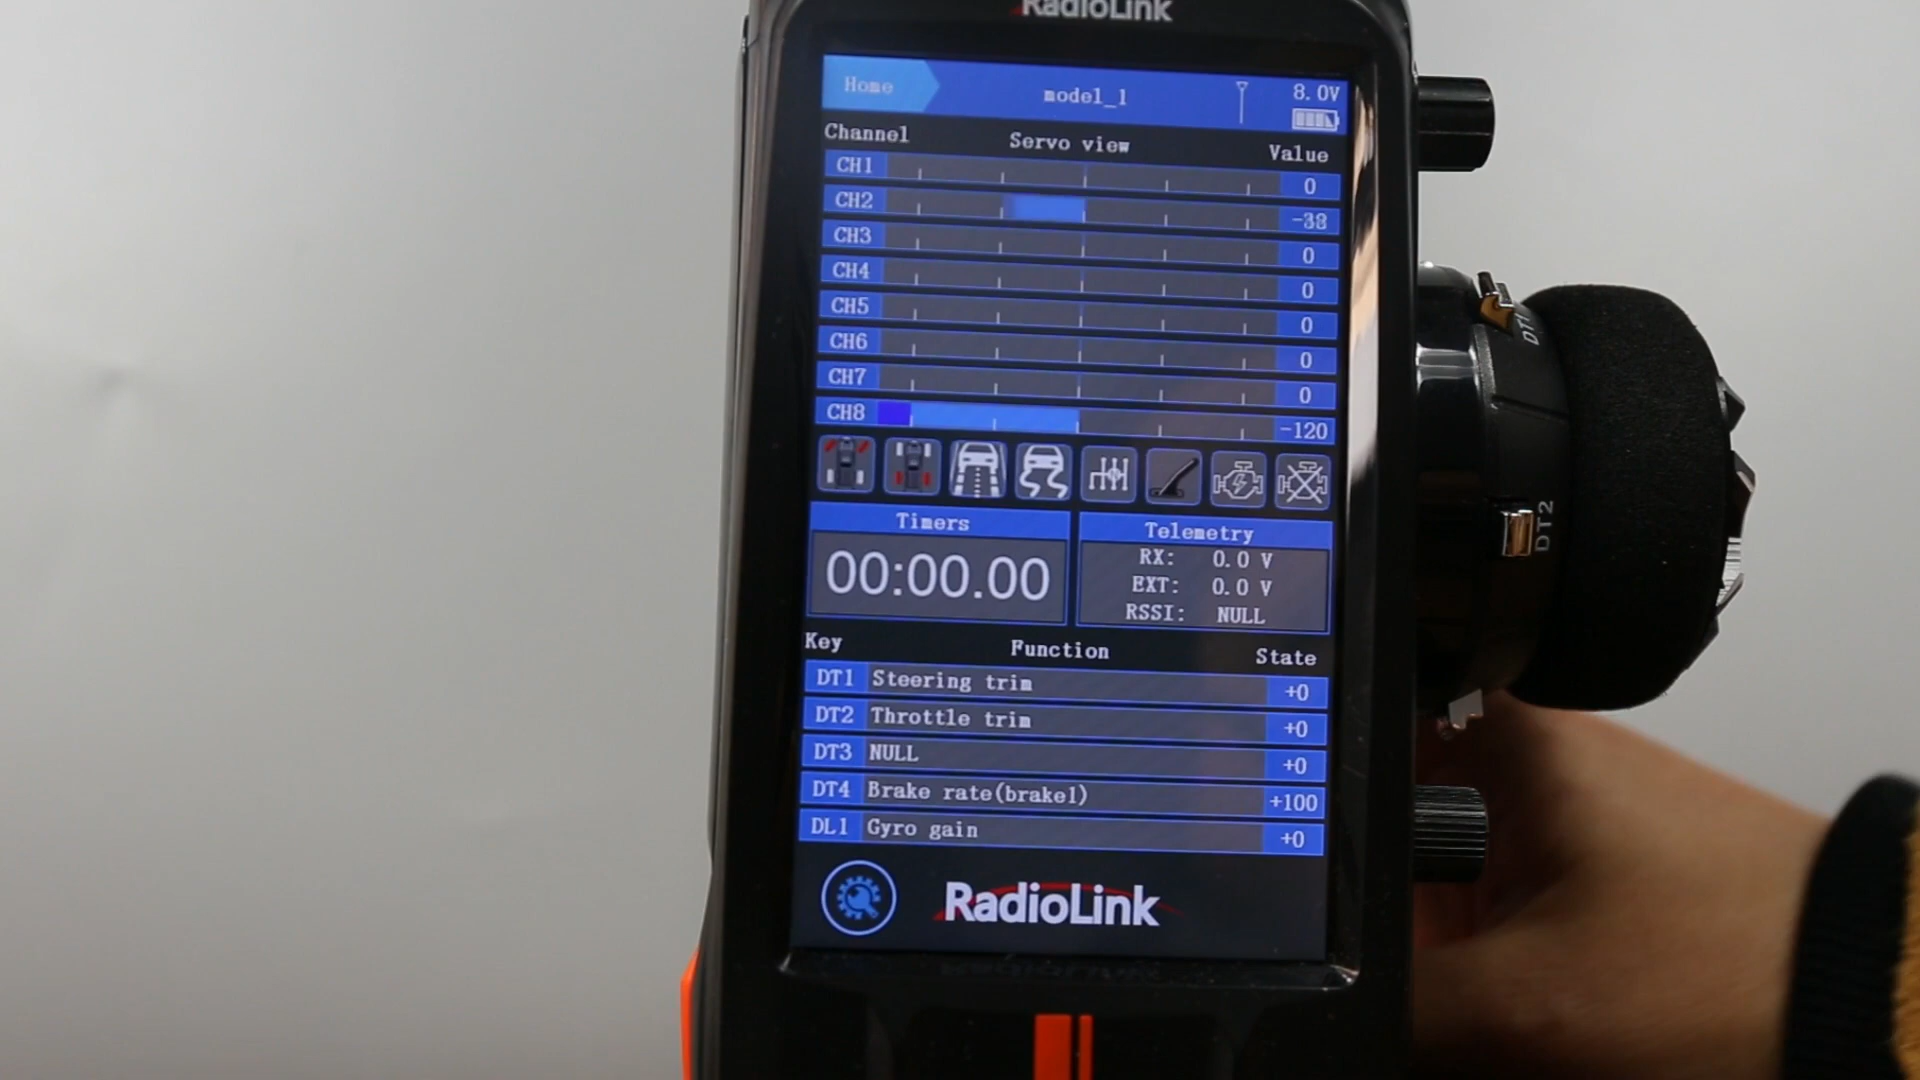 RadioLink
Home model_1 8.0V
Channel Servo view Value
CH1 0
CH2 -38
CH3 0
CH4 0
CH5 0
CH6 0
CH7 0
CH8 -120
Timers
00:00.00
Telemetry
RX: 0.0 V
EXT: 0.0 V
RSSI: NULL
Key Function State
DT1 Steering trim +0
DT2 Throttle trim +0
DT3 NULL +0
DT4 Brake rate(brake1) +100
DL1 Gyro gain +0
RadioLink
DT1
DT2